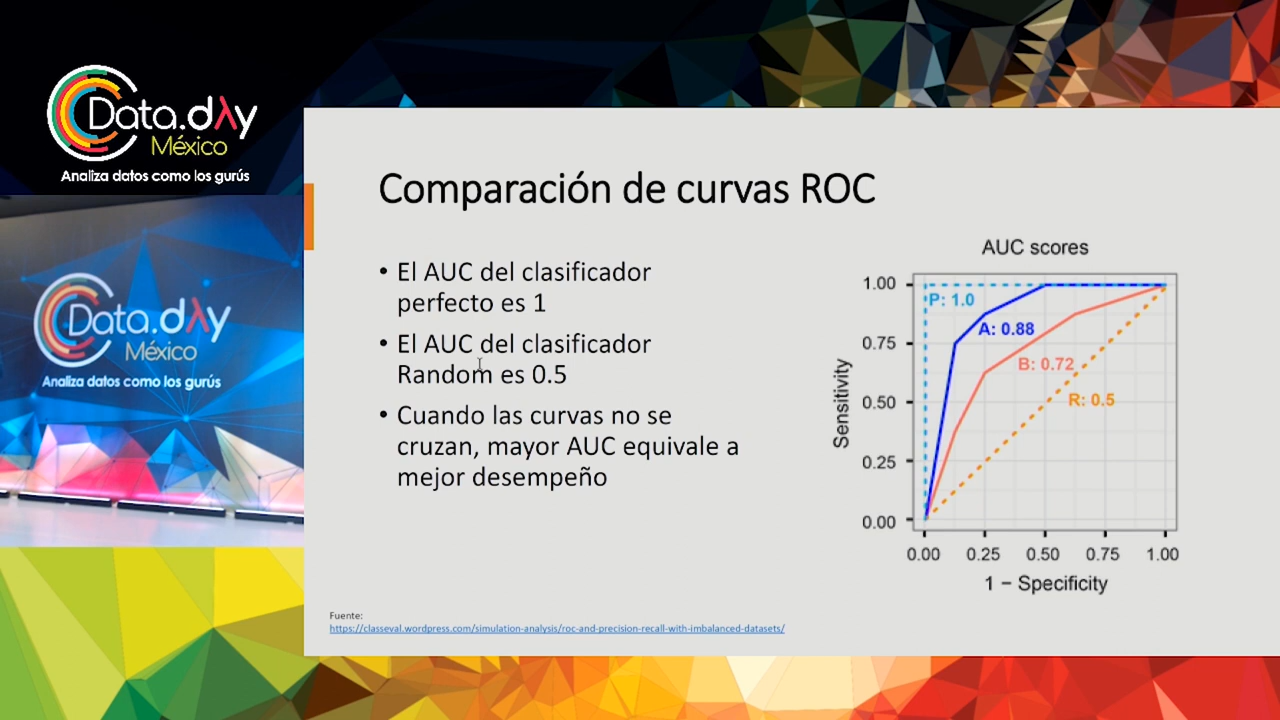 Data.dλy
México
Analiza datos como los gurús
Data.dλy
México
Analiza datos como los gurús
Comparación de curvas ROC
• El AUC del clasificador
perfecto es 1
• El AUC del clasificador
Random es 0.5
• Cuando las curvas no se
cruzan, mayor AUC equivale a
mejor desempeño
AUC scores
1.00
0.75
0.50
0.25
0.00
Sensitivity
P: 1.0
A: 0.88
B: 0.72
R: 0.5
0.00 0.25 0.50 0.75 1.00
1 − Specificity
Fuente:
https://classeval.wordpress.com/simulation-analysis/roc-and-precision-recall-with-imbalanced-datasets/